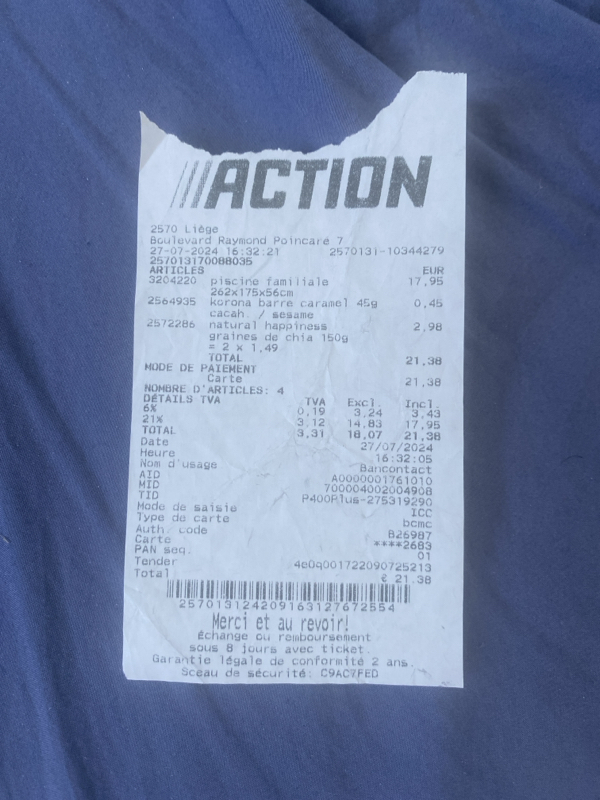 ACTION
2570 Liège
Boulevard Raymond Poincaré 7
27-07-2024 16:32:21 2570131-10344279
257013170088035
ARTICLES EUR
3204220 piscine familiale 17,95
262x175x56cm
2564935 korona barre caramel 45g 0,45
cacah. / sesame
2572286 natural happiness 2,98
graines de chia 150g
= 2 x 1,49
TOTAL 21,38
MODE DE PAIEMENT
Carte 21,38
NOMBRE D'ARTICLES: 4
DÉTAILS TVA TVA Excl. Incl.
6% 0,19 3,24 3,43
21% 3,12 14,83 17,95
TOTAL 3,31 18,07 21,38
Date 27/07/2024
Heure 16:32:05
Nom d'usage Bancontact
AID A0000001761010
MID 700004002004908
TID P400Plus-275319290
Mode de saisie ICC
Type de carte bcmc
Auth. code B26987
Carte ****2683
PAN seq. 01
Tender 4e0q001722090725213
Total € 21.38
2570131242091631276725​54
Merci et au revoir!
Échange ou remboursement
sous 8 jours avec ticket.
Garantie légale de conformité 2 ans.
Sceau de sécurité: C9AC7FED